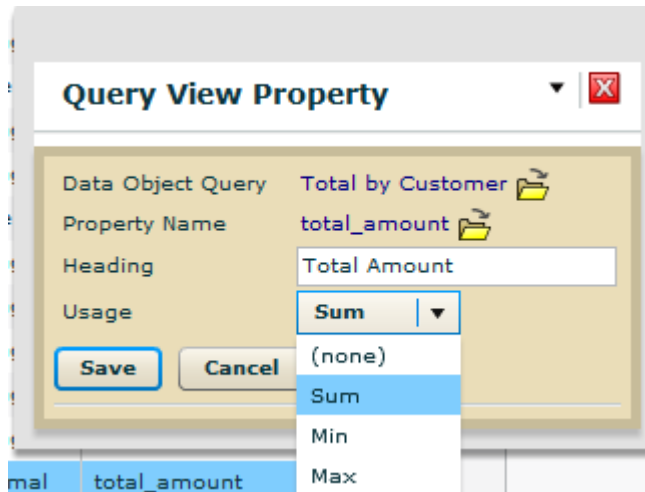 Query View Property
Data Object Query Total by Customer
Property Name total_amount
Heading Total Amount
Usage Sum
Save Cancel
(none)
Sum
Min
Max
mal total_amount